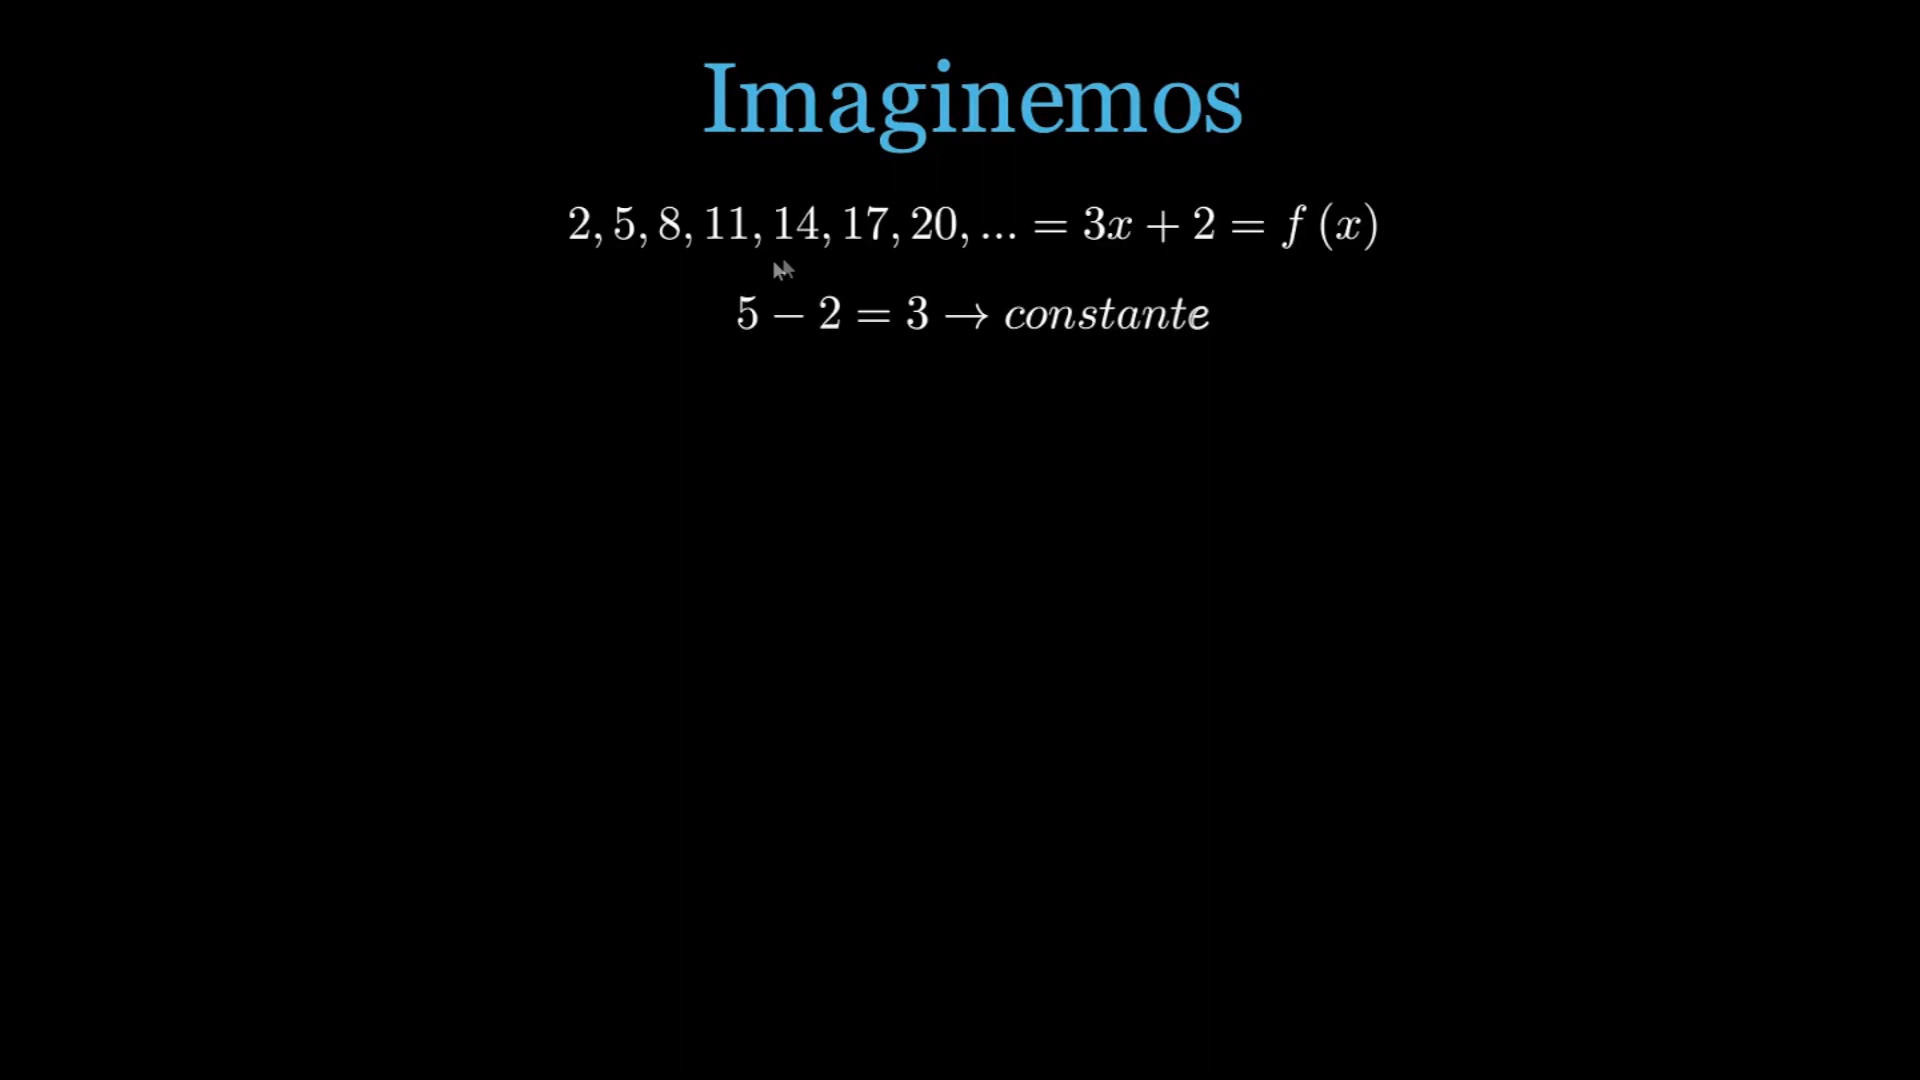 Imaginemos
2, 5, 8, 11, 14, 17, 20, ... = 3x + 2 = f (x)
5 − 2 = 3 → constante